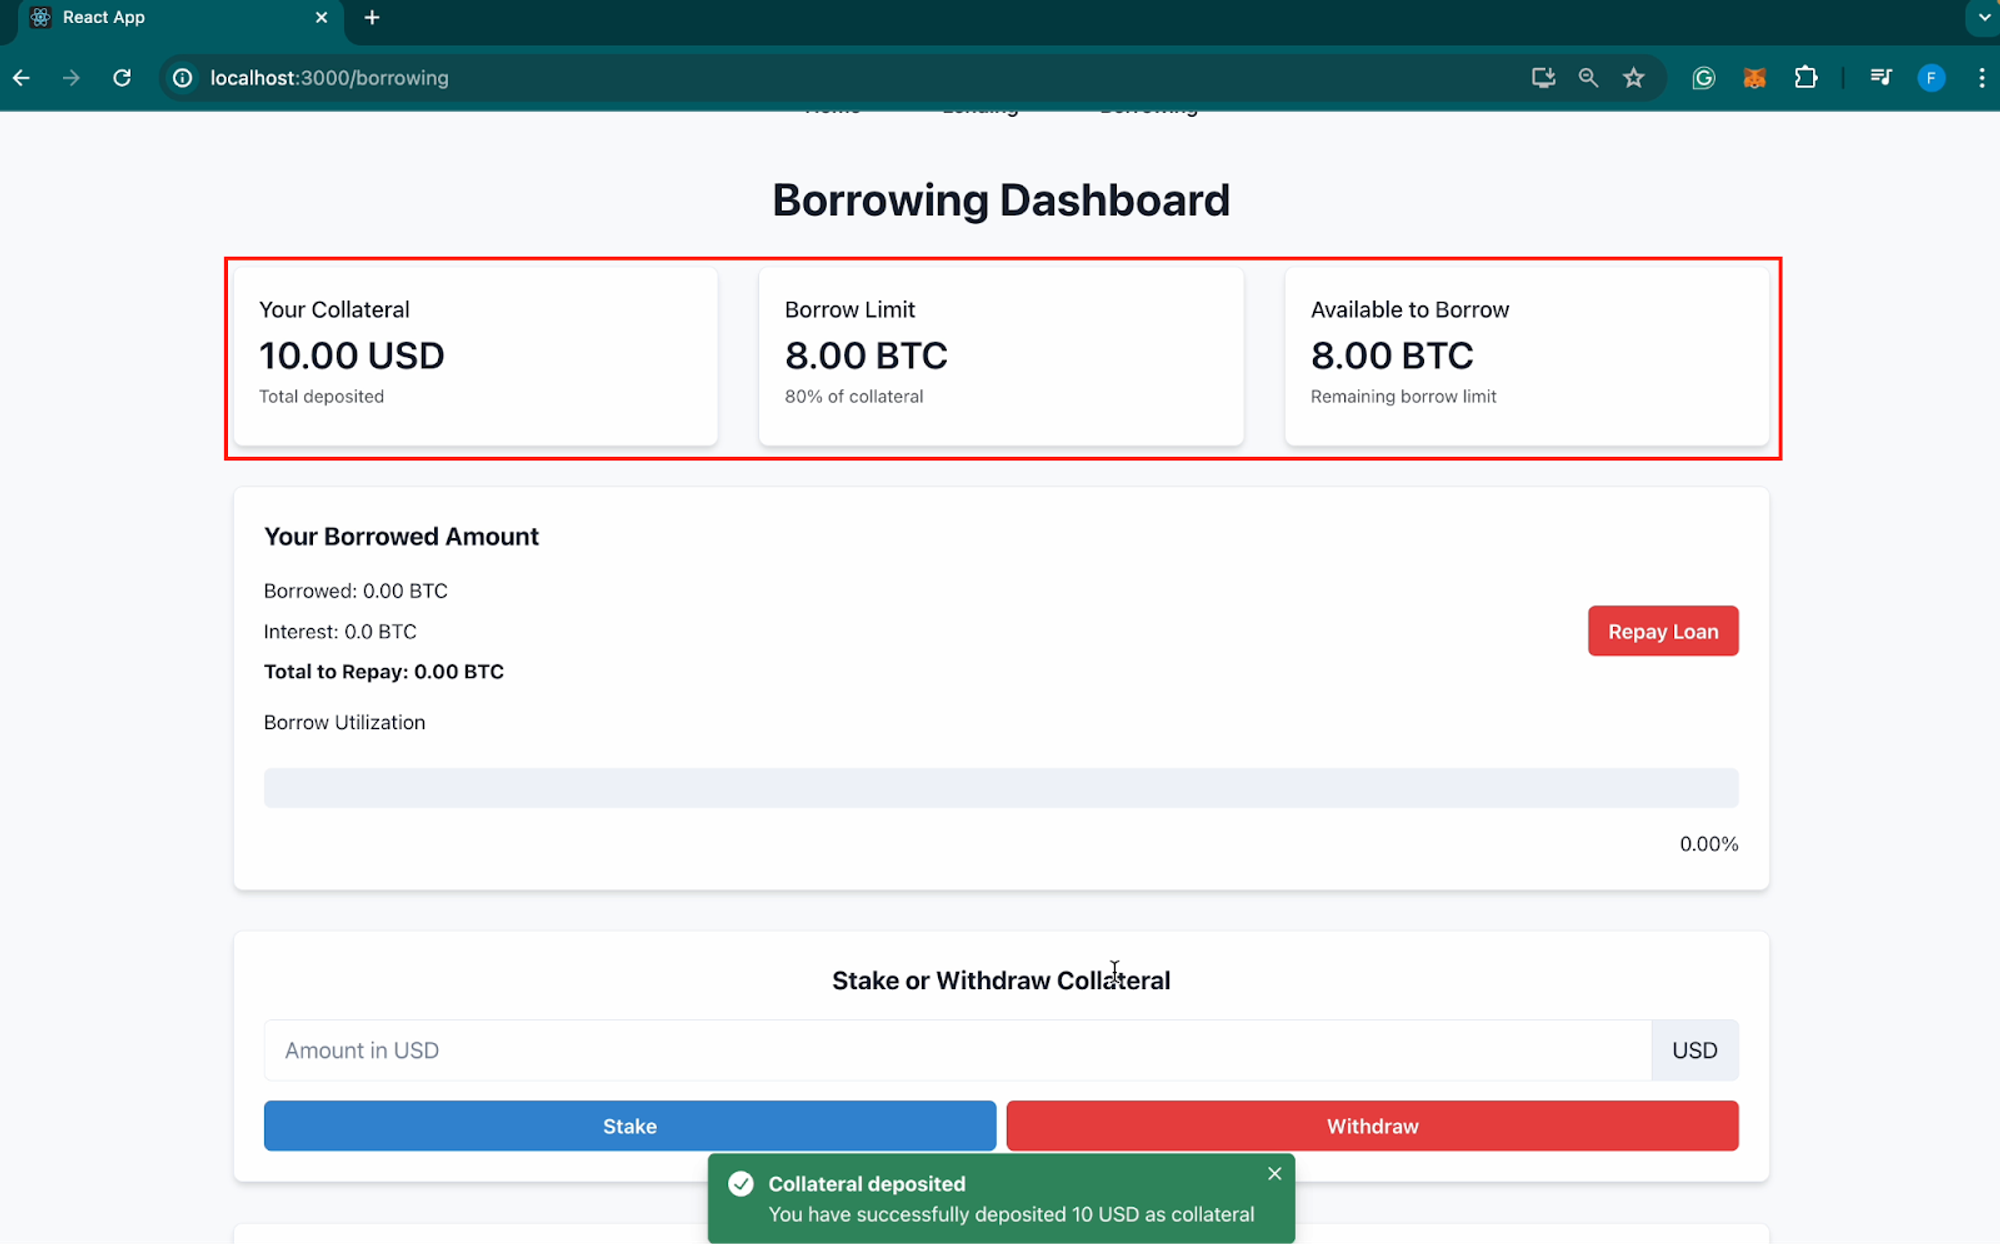 React App
localhost:3000/borrowing
F
Borrowing Dashboard
Your Collateral
10.00 USD
Total deposited
Borrow Limit
8.00 BTC
80% of collateral
Available to Borrow
8.00 BTC
Remaining borrow limit
Your Borrowed Amount
Borrowed: 0.00 BTC
Interest: 0.0 BTC
Total to Repay: 0.00 BTC
Repay Loan
Borrow Utilization
0.00%
Stake or Withdraw Collateral
Amount in USD
USD
Stake
Withdraw
Collateral deposited
You have successfully deposited 10 USD as collateral